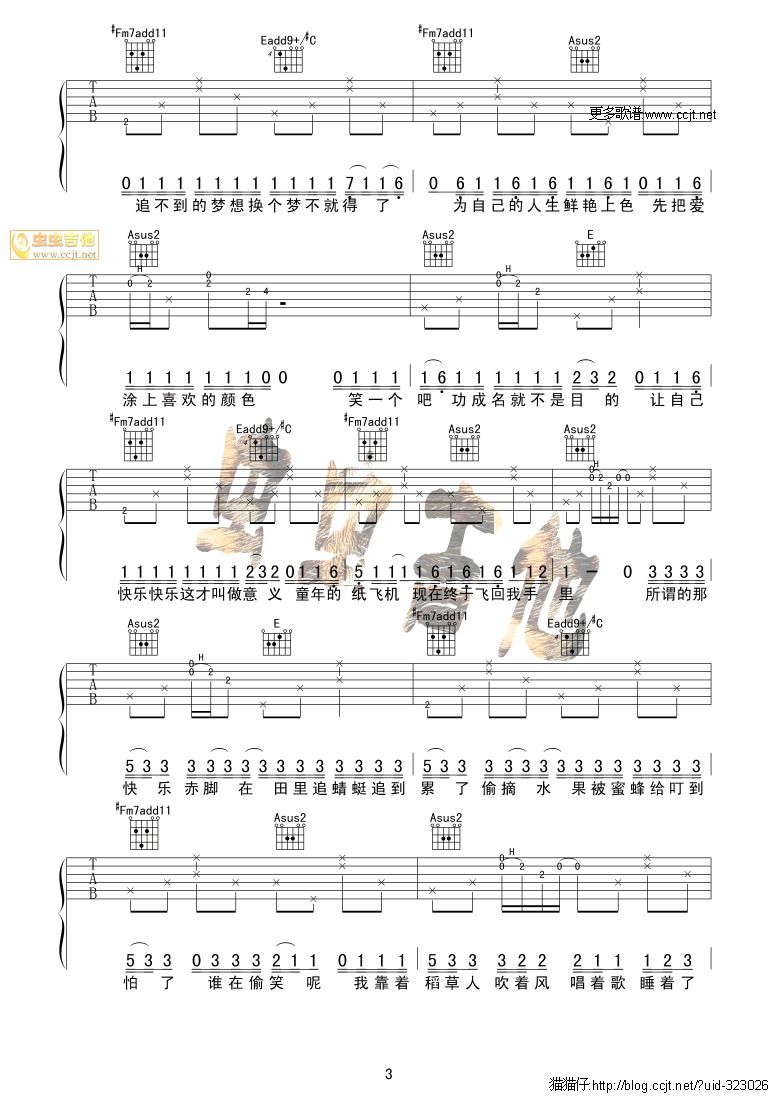 #Fm7add11 Eadd9+/#C #Fm7add11 Asus2
T A B 2
更多歌谱:www.ccjt.net
0 1 1 1 1 1 1 1 1 1 1 1 7 1 1 6 0 6 1 1 1 6 1 6 1 1 1 1 0 1 1 6
追不到的梦想换个梦不就得了 为自己的人生鲜艳上色 先把爱
虫虫吉他
www.ccjt.net
Asus2 Asus2 E
H 0 H 0
T A B 0 2 2 2 4 0 2 2
1 1 1 1 1 1 1 0 0 0 1 1 1 1 6 1 1 1 1 1 1 2 3 2 0 1 1 6
涂上喜欢的颜色 笑一个吧 功成名就不是目的 让自己
#Fm7add11 Eadd9+/#C #Fm7add11 Asus2 Asus2
T A B 2 H 0 0 2 2 0 0
虫虫吉他
1 1 1 1 1 1 1 1 2 3 2 0 1 1 6 5 1 1 1 1 6 1 6 1 1 6 1 1 2 1 — 0 3 3 3 3
快乐快乐这才叫做意义 童年的纸飞机 现在终于飞回我手里 所谓的那
Asus2 E #Fm7add11 Eadd9+/#C
H
T A B 0 0 2 2 2
5 3 3 3 3 3 3 3 3 3 3 3 3 3 5 3 3 3 3 3 3 3 3 3 3 3 3 3
快乐 赤脚在田里追蜻蜓追到累了 偷摘水果被蜜蜂给叮到
#Fm7add11 Asus2 Asus2
H
T A B 0 0 2 2 0 0
5 3 3 0 3 3 3 2 1 1 0 1 1 1 5 3 3 3 2 1 3 2 1 3 2 1 1
怕了 谁在偷笑呢 我靠着稻草人 吹着风 唱着歌 睡着了
3
猫猫仔:http://blog.ccjt.net/?uid-323026